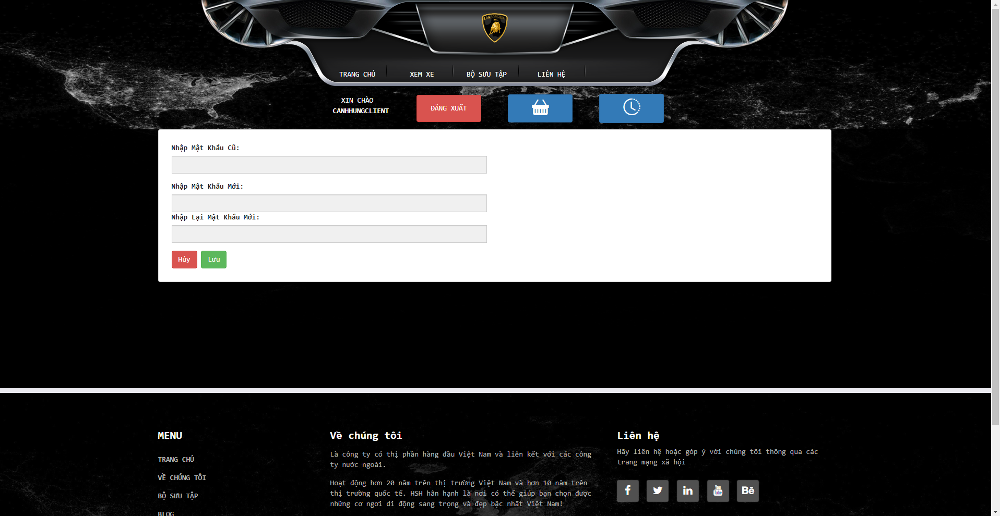 LAMBORGHINI
TRANG CHỦ
XEM XE
BỘ SƯU TẬP
LIÊN HỆ
XIN CHÀO
CANHHUNGCLIENT
ĐĂNG XUẤT
Nhập Mật Khẩu Cũ:
Nhập Mật Khẩu Mới:
Nhập Lại Mật Khẩu Mới:
Hủy
Lưu
MENU
TRANG CHỦ
VỀ CHÚNG TÔI
BỘ SƯU TẬP
BLOG
Về chúng tôi
Là công ty có thị phần hàng đầu Việt Nam và liên kết với các công
ty nước ngoài.
Hoạt động hơn 20 năm trên thị trường Việt Nam và hơn 10 năm trên
thị trường quốc tế. HSH hân hạnh là nơi có thể giúp bạn chọn được
những cơ ngơi di động sang trọng và đẹp bậc nhất Việt Nam!
Liên hệ
Hãy liên hệ hoặc góp ý với chúng tôi thông qua các
trang mạng xã hội
You
Tube